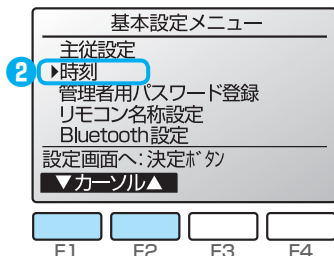 基本設定メニュー
主従設定
2 ▶時刻
管理者用パスワード登録
リモコン名称設定
Bluetooth設定
設定画面へ:決定ボタン
▼カーソル▲
F1 F2 F3 F4